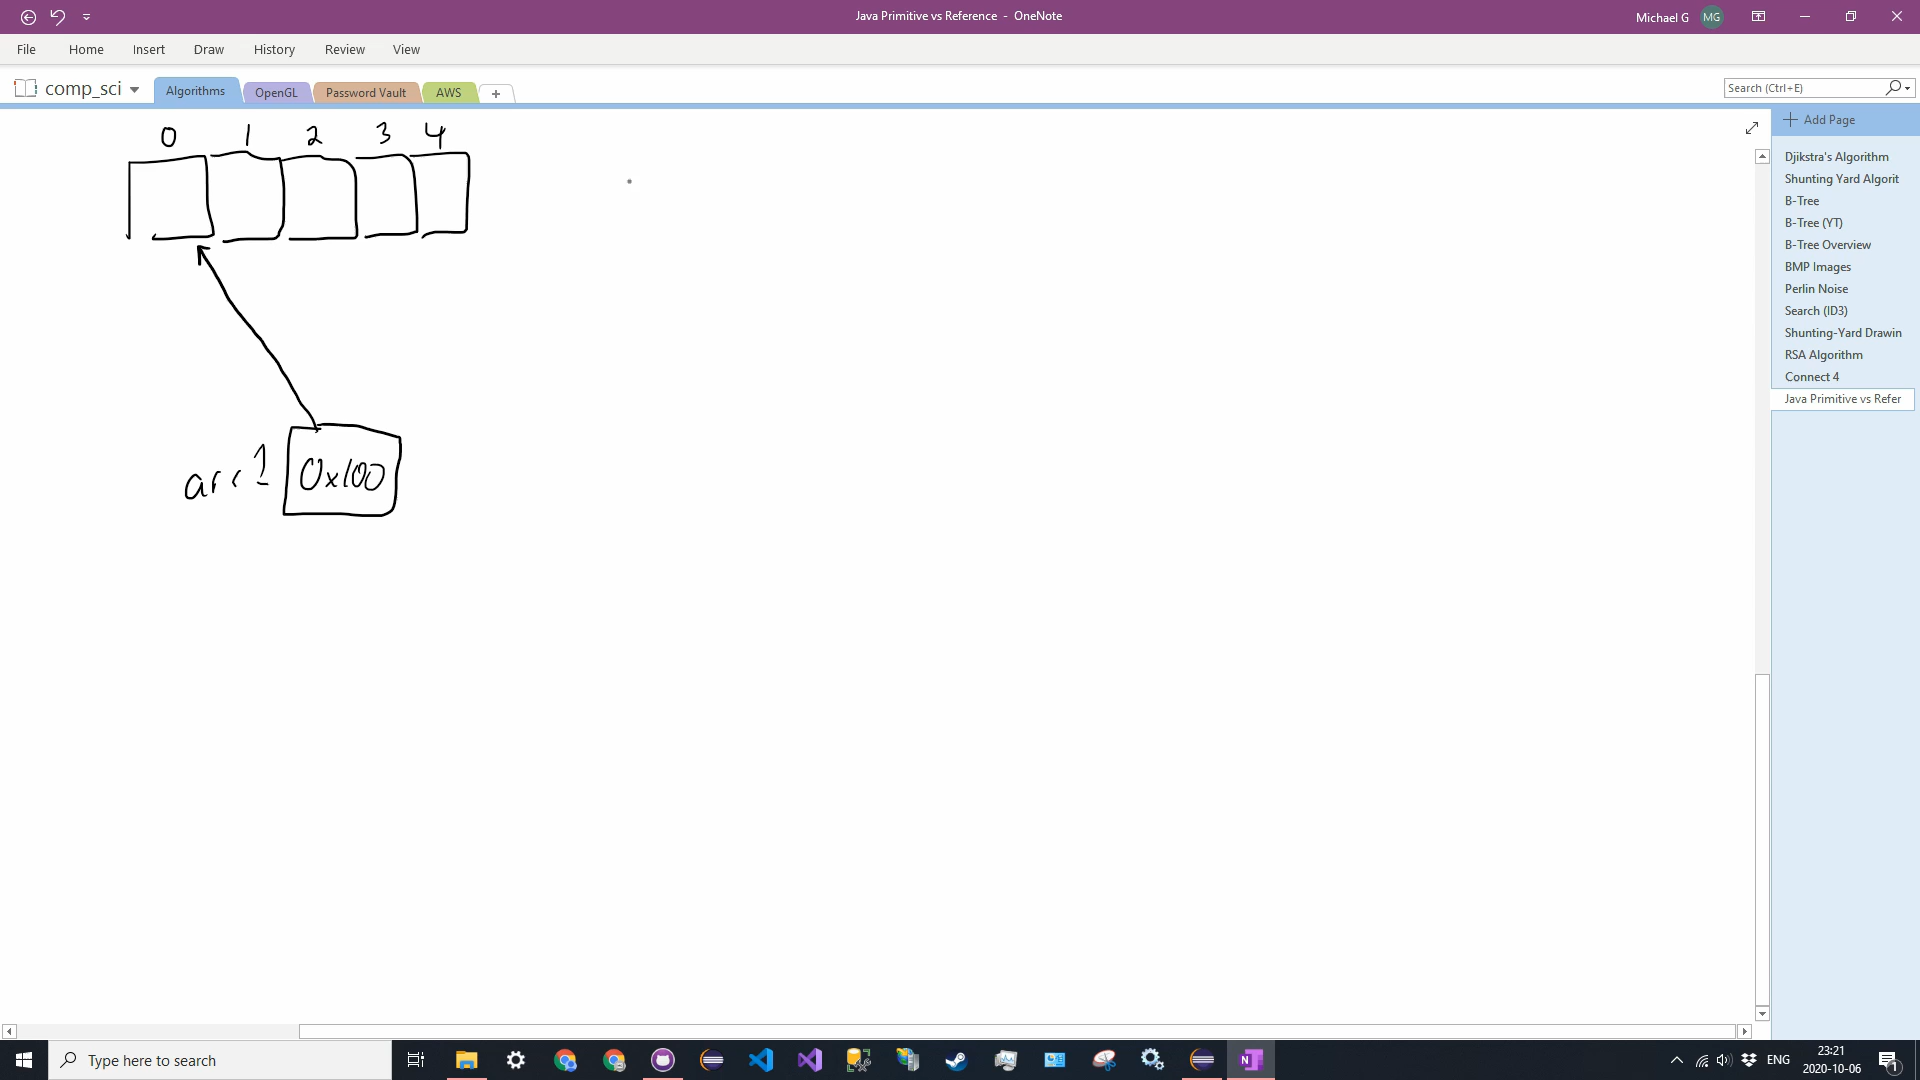 Java Primitive vs Reference - OneNote
Michael G
MG
File Home Insert Draw History Review View
comp_sci
Algorithms OpenGL Password Vault AWS +
Search (Ctrl+E)
0 1 2 3 4
arr1
0x100
Add Page
Djikstra's Algorithm
Shunting Yard Algorit
B-Tree
B-Tree (YT)
B-Tree Overview
BMP Images
Perlin Noise
Search (ID3)
Shunting-Yard Drawin
RSA Algorithm
Connect 4
Java Primitive vs Refer
Type here to search
ENG
23:21
2020-10-06
1